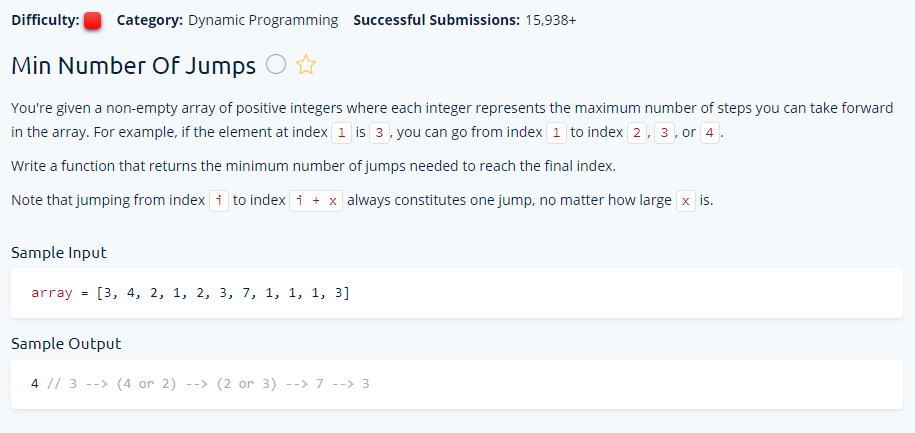 Difficulty: Category: Dynamic Programming Successful Submissions: 15,938+
Min Number Of Jumps
You're given a non-empty array of positive integers where each integer represents the maximum number of steps you can take forward
in the array. For example, if the element at index 1 is 3, you can go from index 1 to index 2, 3, or 4.
Write a function that returns the minimum number of jumps needed to reach the final index.
Note that jumping from index i to index i + x always constitutes one jump, no matter how large x is.
Sample Input
array = [3, 4, 2, 1, 2, 3, 7, 1, 1, 1, 3]
Sample Output
4 // 3 --> (4 or 2) --> (2 or 3) --> 7 --> 3